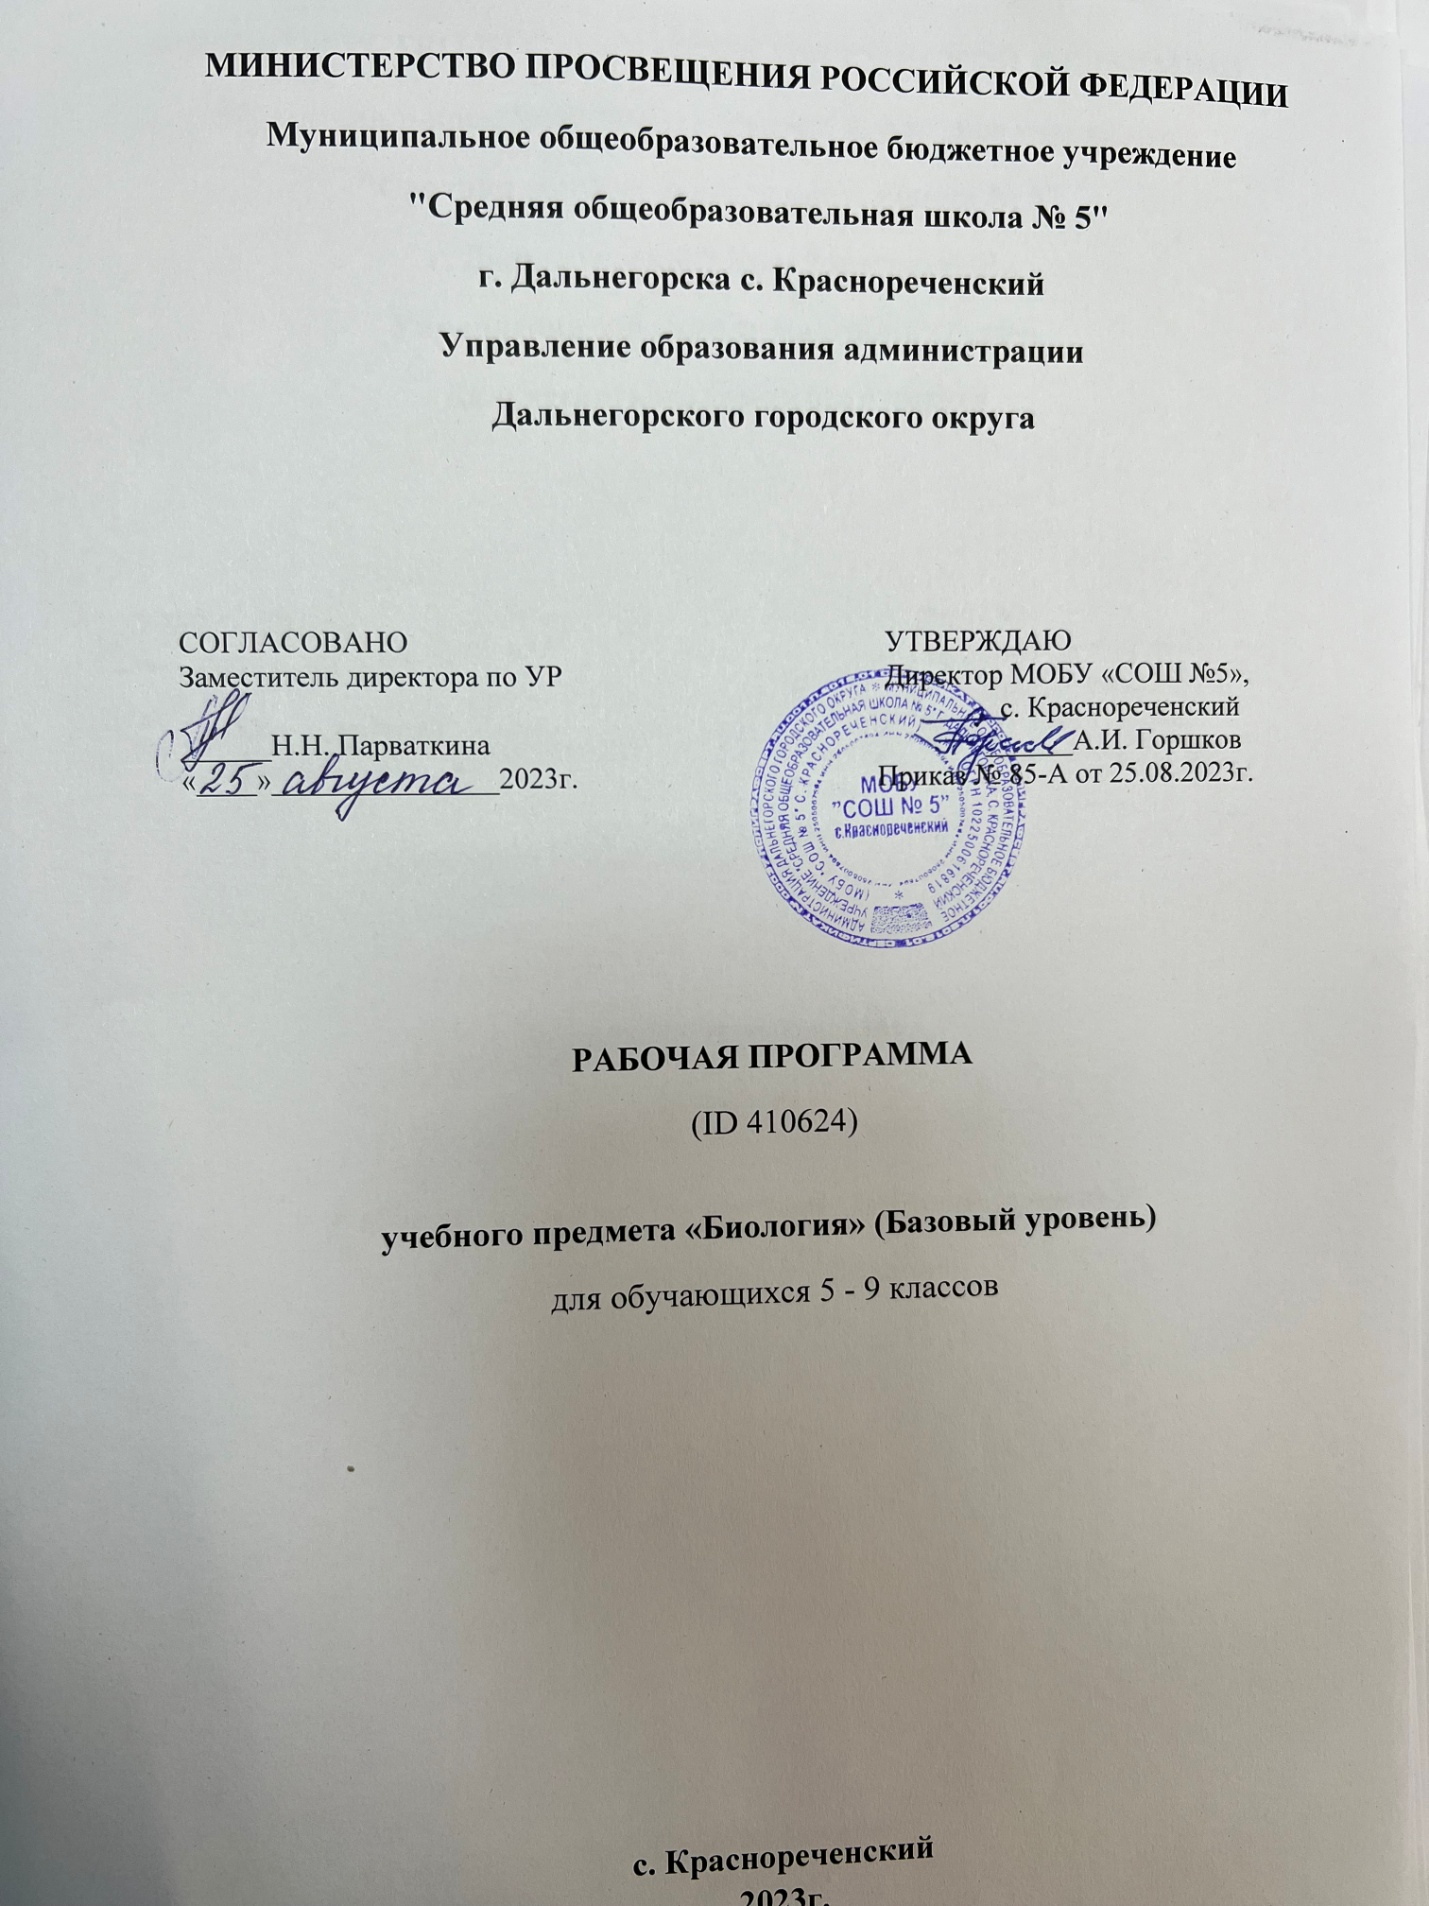 МИНИСТЕРСТВО ПРОСВЕЩЕНИЯ РОССИЙСКОЙ ФЕДЕРАЦИИ
Муниципальное общеобразовательное бюджетное учреждение
"Средняя общеобразовательная школа № 5"
г. Дальнегорска с. Краснореченский
Управление образования администрации
Дальнегорского городского округа
СОГЛАСОВАНО
Заместитель директора по УР
Н.Н. Парваткина
«25» августа 2023г.
УТВЕРЖДАЮ
Директор МОБУ «СОШ №5»,
с. Краснореченский
А.И. Горшков
Приказ № 85-А от 25.08.2023г.
МОБУ
"СОШ № 5"
с.Краснореченский
РАБОЧАЯ ПРОГРАММА
(ID 410624)
учебного предмета «Биология» (Базовый уровень)
для обучающихся 5 - 9 классов
с. Краснореченский
2023г.